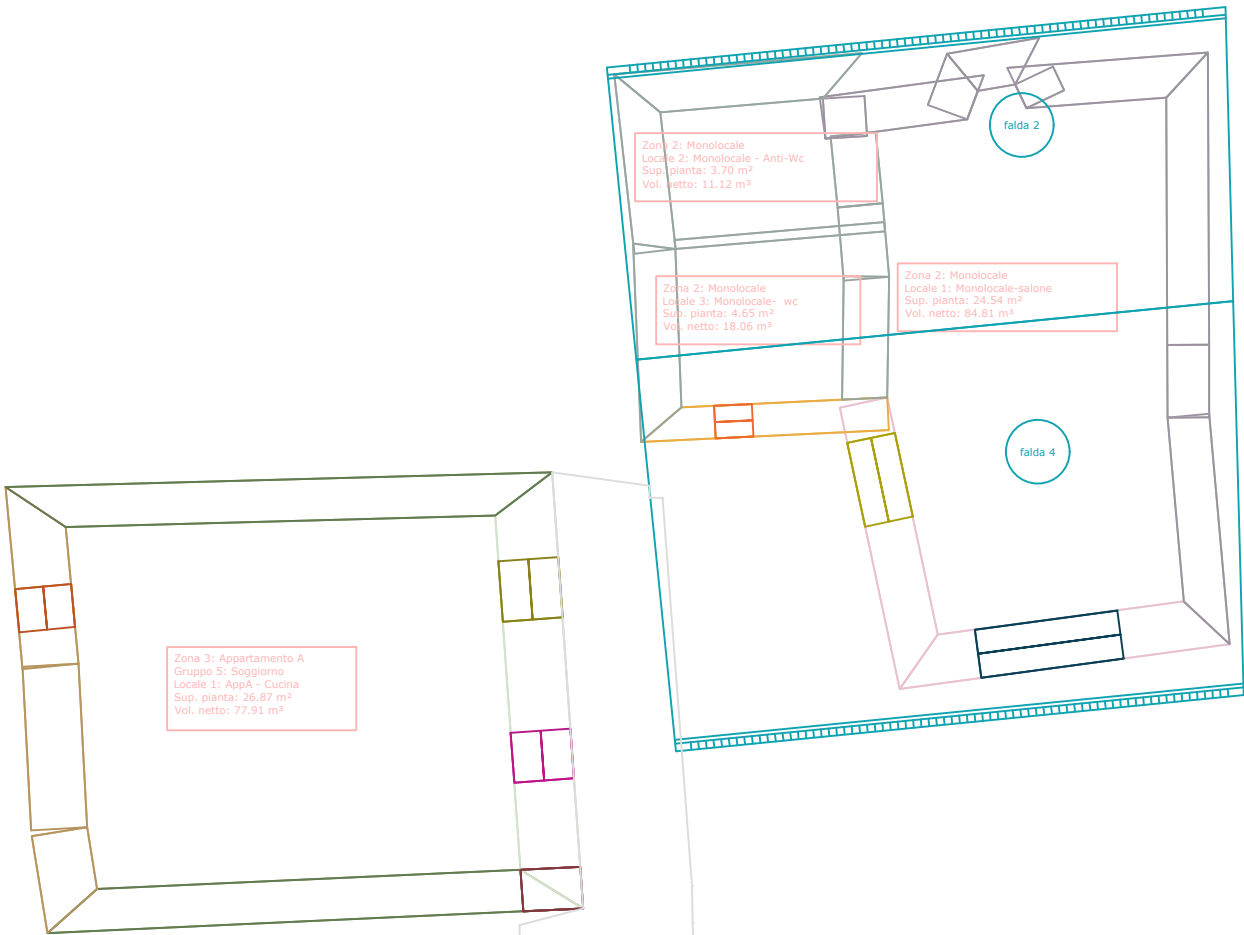 falda 2
Zona 2: Monolocale
Locale 2: Monolocale - Anti-Wc
Sup. pianta: 3.70 m²
Vol. netto: 11.12 m³
Zona 2: Monolocale
Locale 3: Monolocale-  wc
Sup. pianta: 4.65 m²
Vol. netto: 18.06 m³
Zona 2: Monolocale
Locale 1: Monolocale-salone
Sup. pianta: 24.54 m²
Vol. netto: 84.81 m³
falda 4
Zona 3: Appartamento A
Gruppo 5: Soggiorno
Locale 1: AppA - Cucina
Sup. pianta: 26.87 m²
Vol. netto: 77.91 m³